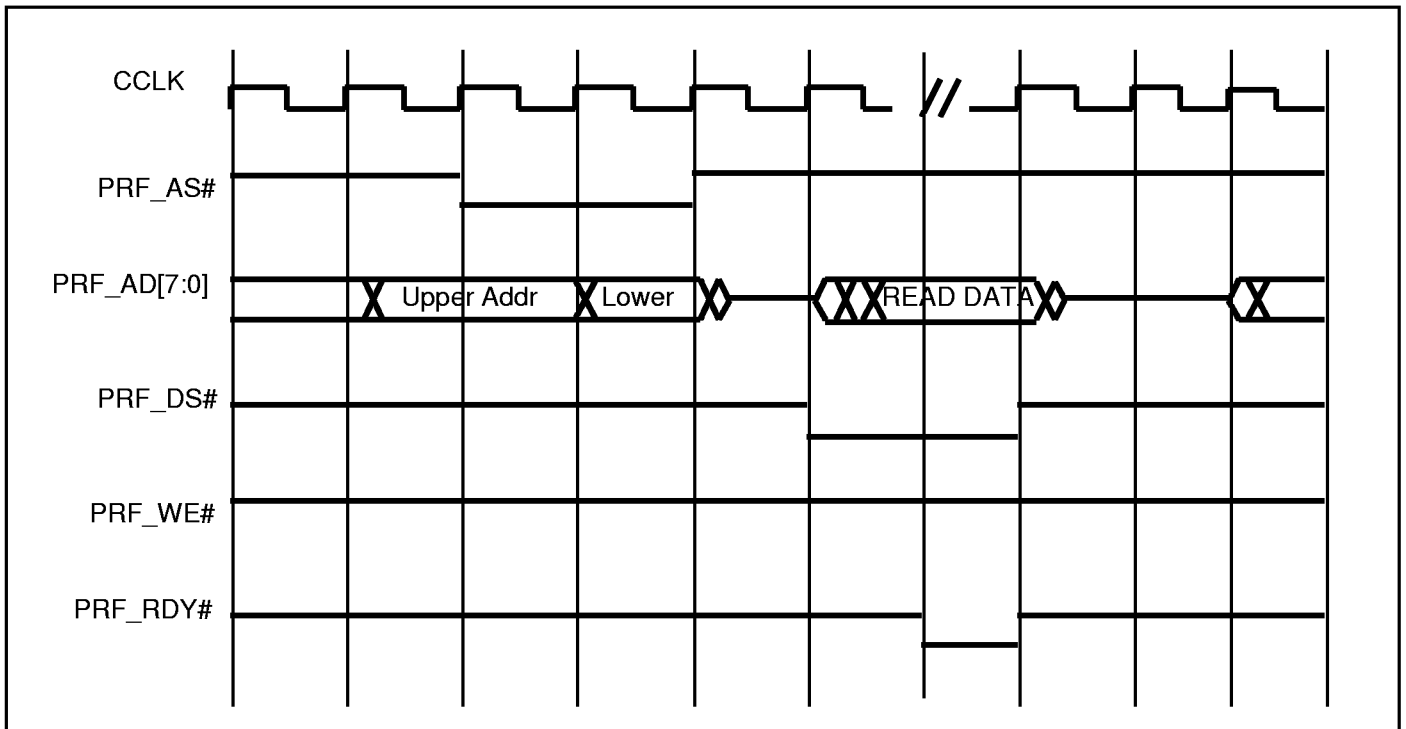 CCLK
PRF_AS#
PRF_AD[7:0]
Upper Addr
Lower
READ DATA
PRF_DS#
PRF_WE#
PRF_RDY#